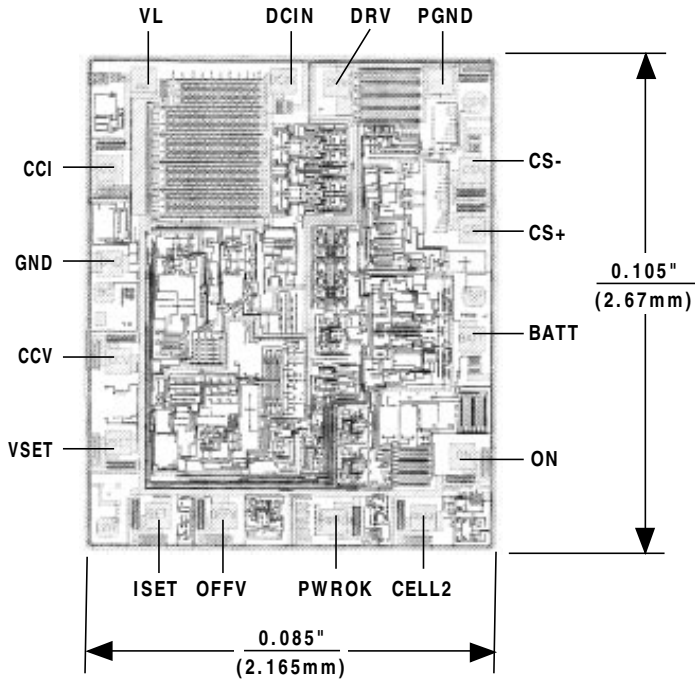 VL DCIN DRV PGND
CCI
CS-
CS+
GND
0.105"
(2.67mm)
CCV
BATT
VSET
ON
ISET OFFV PWROK CELL2
0.085"
(2.165mm)